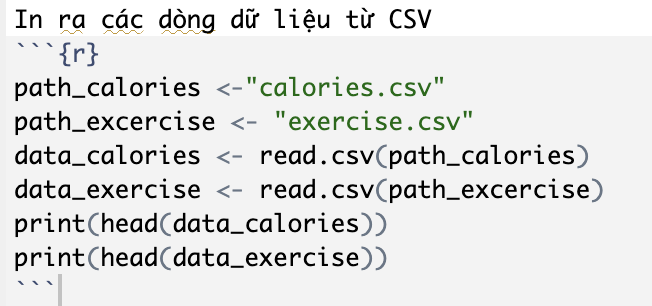 In ra các dòng dữ liệu từ CSV
```{r}
path_calories <-"calories.csv"
path_excercise <- "exercise.csv"
data_calories <- read.csv(path_calories)
data_exercise <- read.csv(path_excercise)
print(head(data_calories))
print(head(data_exercise))
```